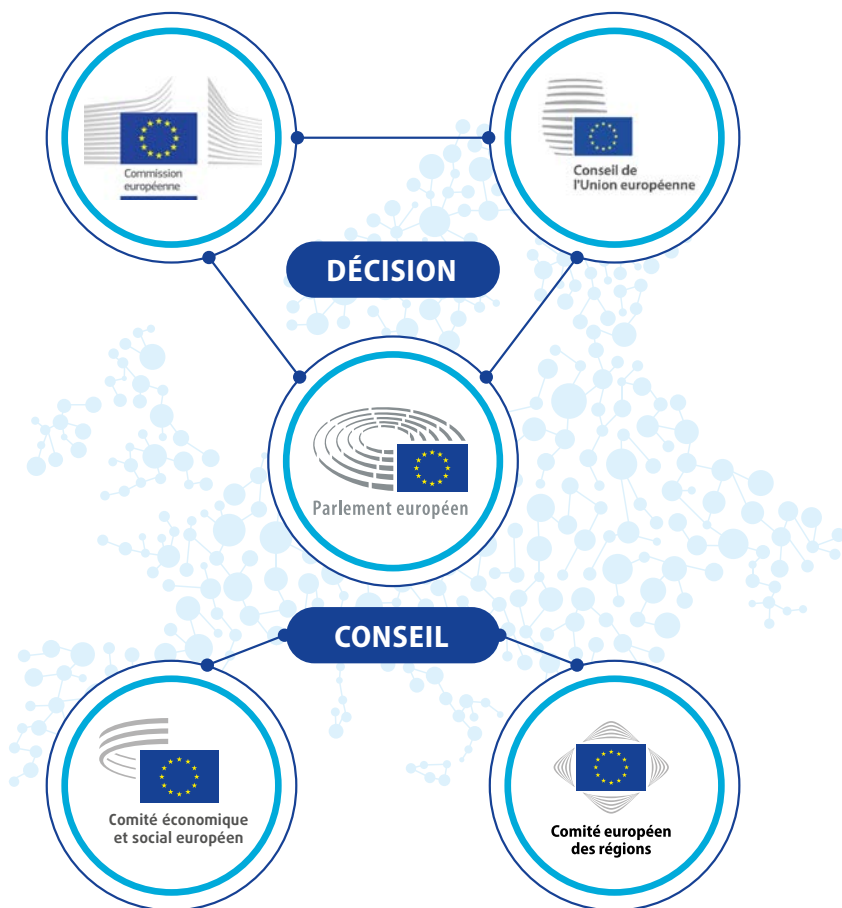 Commission
européenne
Conseil de
l'Union européenne
DÉCISION
Parlement européen
CONSEIL
Comité économique
et social européen
Comité européen
des régions